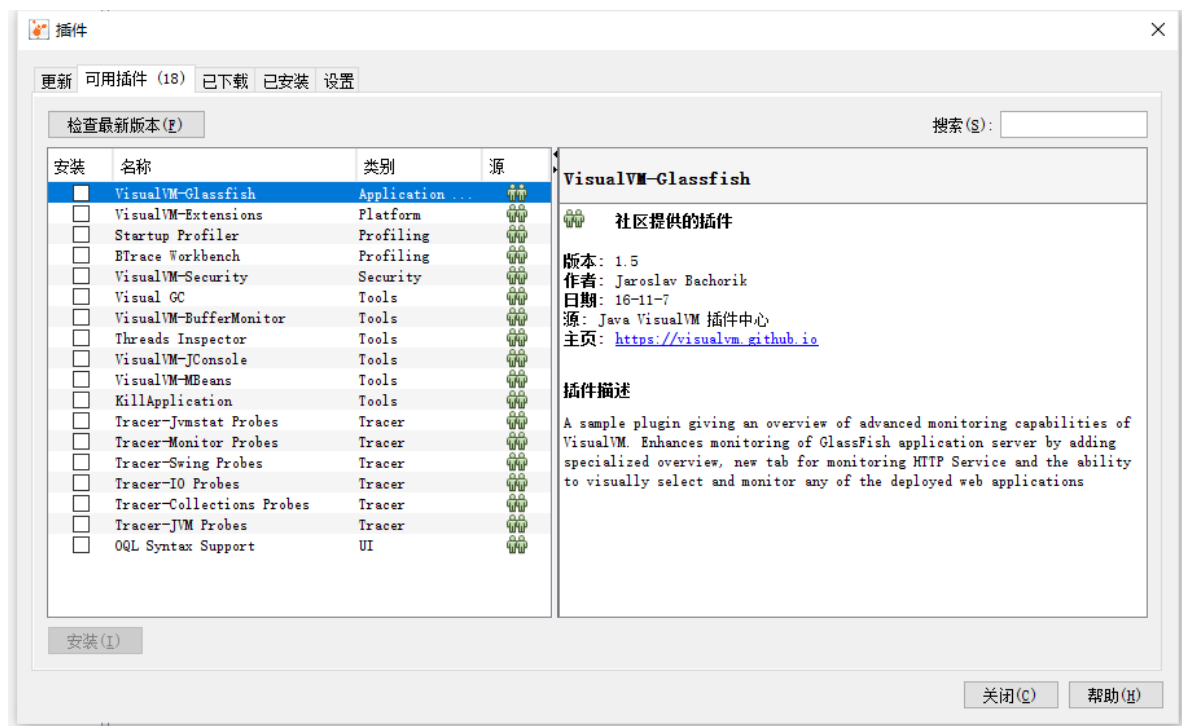 插件
更新 可用插件 (18) 已下载 已安装 设置
检查最新版本(F) 搜索(S):
安装 名称 类别 源
VisualVM-Glassfish Application ...
VisualVM-Extensions Platform
Startup Profiler Profiling
BTrace Workbench Profiling
VisualVM-Security Security
Visual GC Tools
VisualVM-BufferMonitor Tools
Threads Inspector Tools
VisualVM-JConsole Tools
VisualVM-MBeans Tools
KillApplication Tools
Tracer-Jvmstat Probes Tracer
Tracer-Monitor Probes Tracer
Tracer-Swing Probes Tracer
Tracer-IO Probes Tracer
Tracer-Collections Probes Tracer
Tracer-JVM Probes Tracer
OQL Syntax Support UI
VisualVM-Glassfish
社区提供的插件
版本: 1.5
作者: Jaroslav Bachorik
日期: 16-11-7
源: Java VisualVM 插件中心
主页: https://visualvm.github.io
插件描述
A sample plugin giving an overview of advanced monitoring capabilities of
VisualVM. Enhances monitoring of GlassFish application server by adding
specialized overview, new tab for monitoring HTTP Service and the ability
to visually select and monitor any of the deployed web applications
安装(I)
关闭(C) 帮助(H)